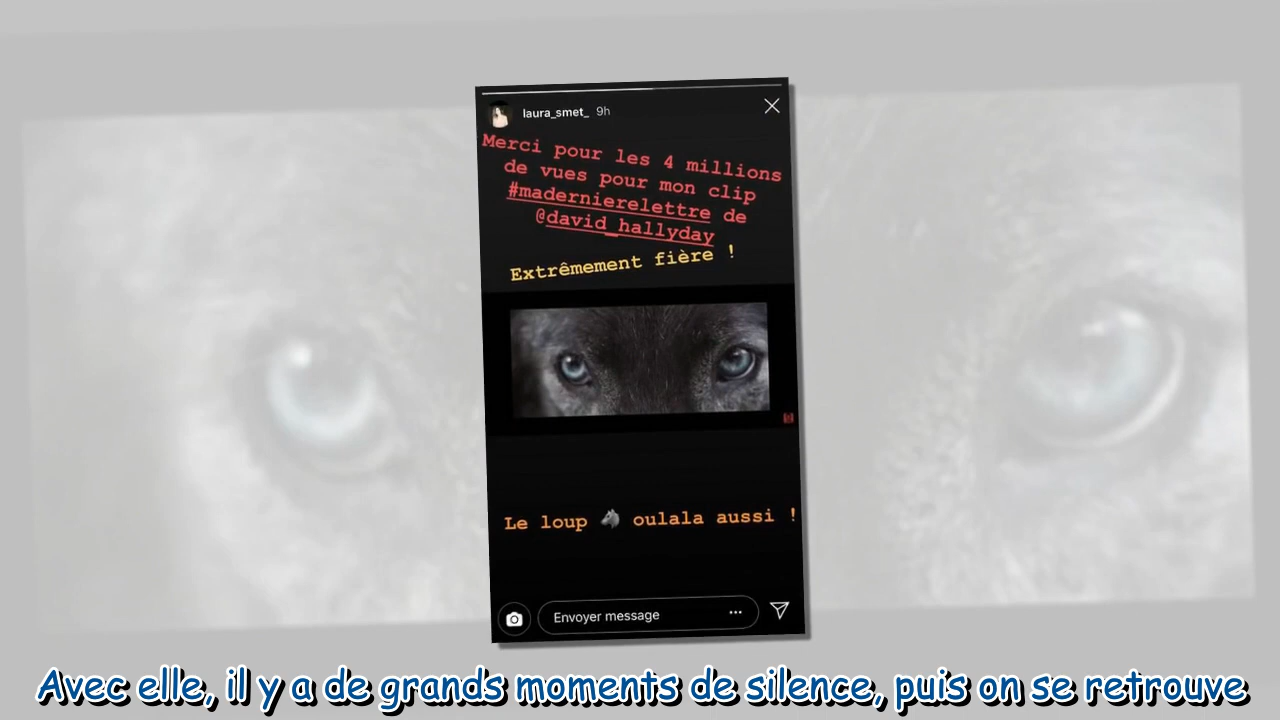 laura_smet_ 9h
Merci pour les 4 millions
de vues pour mon clip
#madernierelettre de
@david_hallyday
Extrêmement fière !
Le loup 🐺 oulala aussi !
Envoyer message
Avec elle, il y a de grands moments de silence, puis on se retrouve